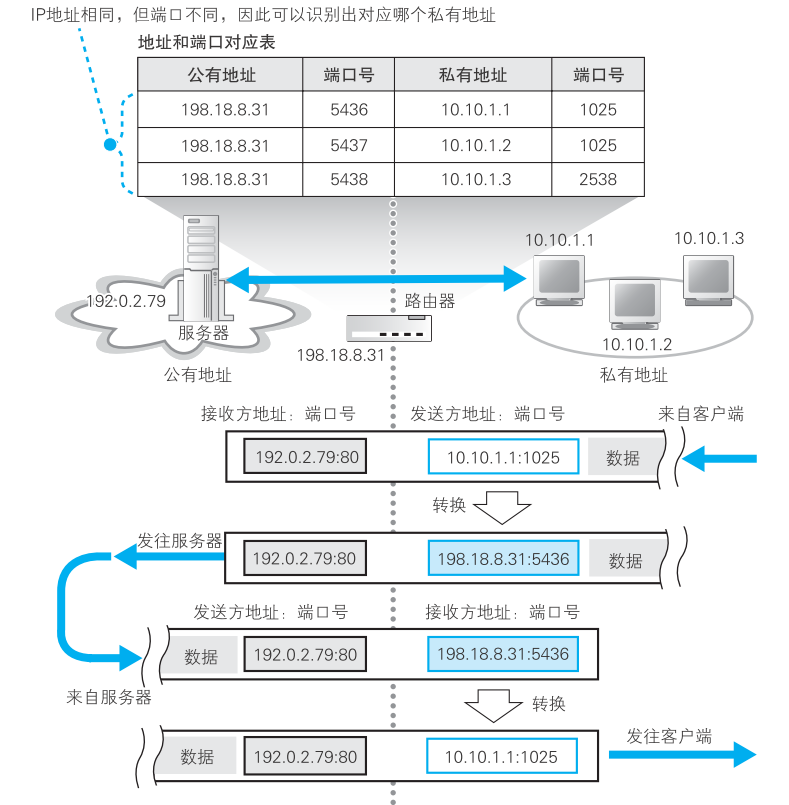 IP地址相同，但端口不同，因此可以识别出对应哪个私有地址
地址和端口对应表
公有地址 端口号 私有地址 端口号
198.18.8.31 5436 10.10.1.1 1025
198.18.8.31 5437 10.10.1.2 1025
198.18.8.31 5438 10.10.1.3 2538
10.10.1.1
10.10.1.3
192.0.2.79
服务器
路由器
10.10.1.2
198.18.8.31
公有地址
私有地址
接收方地址：端口号 发送方地址：端口号 来自客户端
192.0.2.79:80 10.10.1.1:1025 数据
转换
发往服务器
192.0.2.79:80 198.18.8.31:5436 数据
发送方地址：端口号 接收方地址：端口号
数据 192.0.2.79:80 198.18.8.31:5436
来自服务器
转换
发往客户端
数据 192.0.2.79:80 10.10.1.1:1025